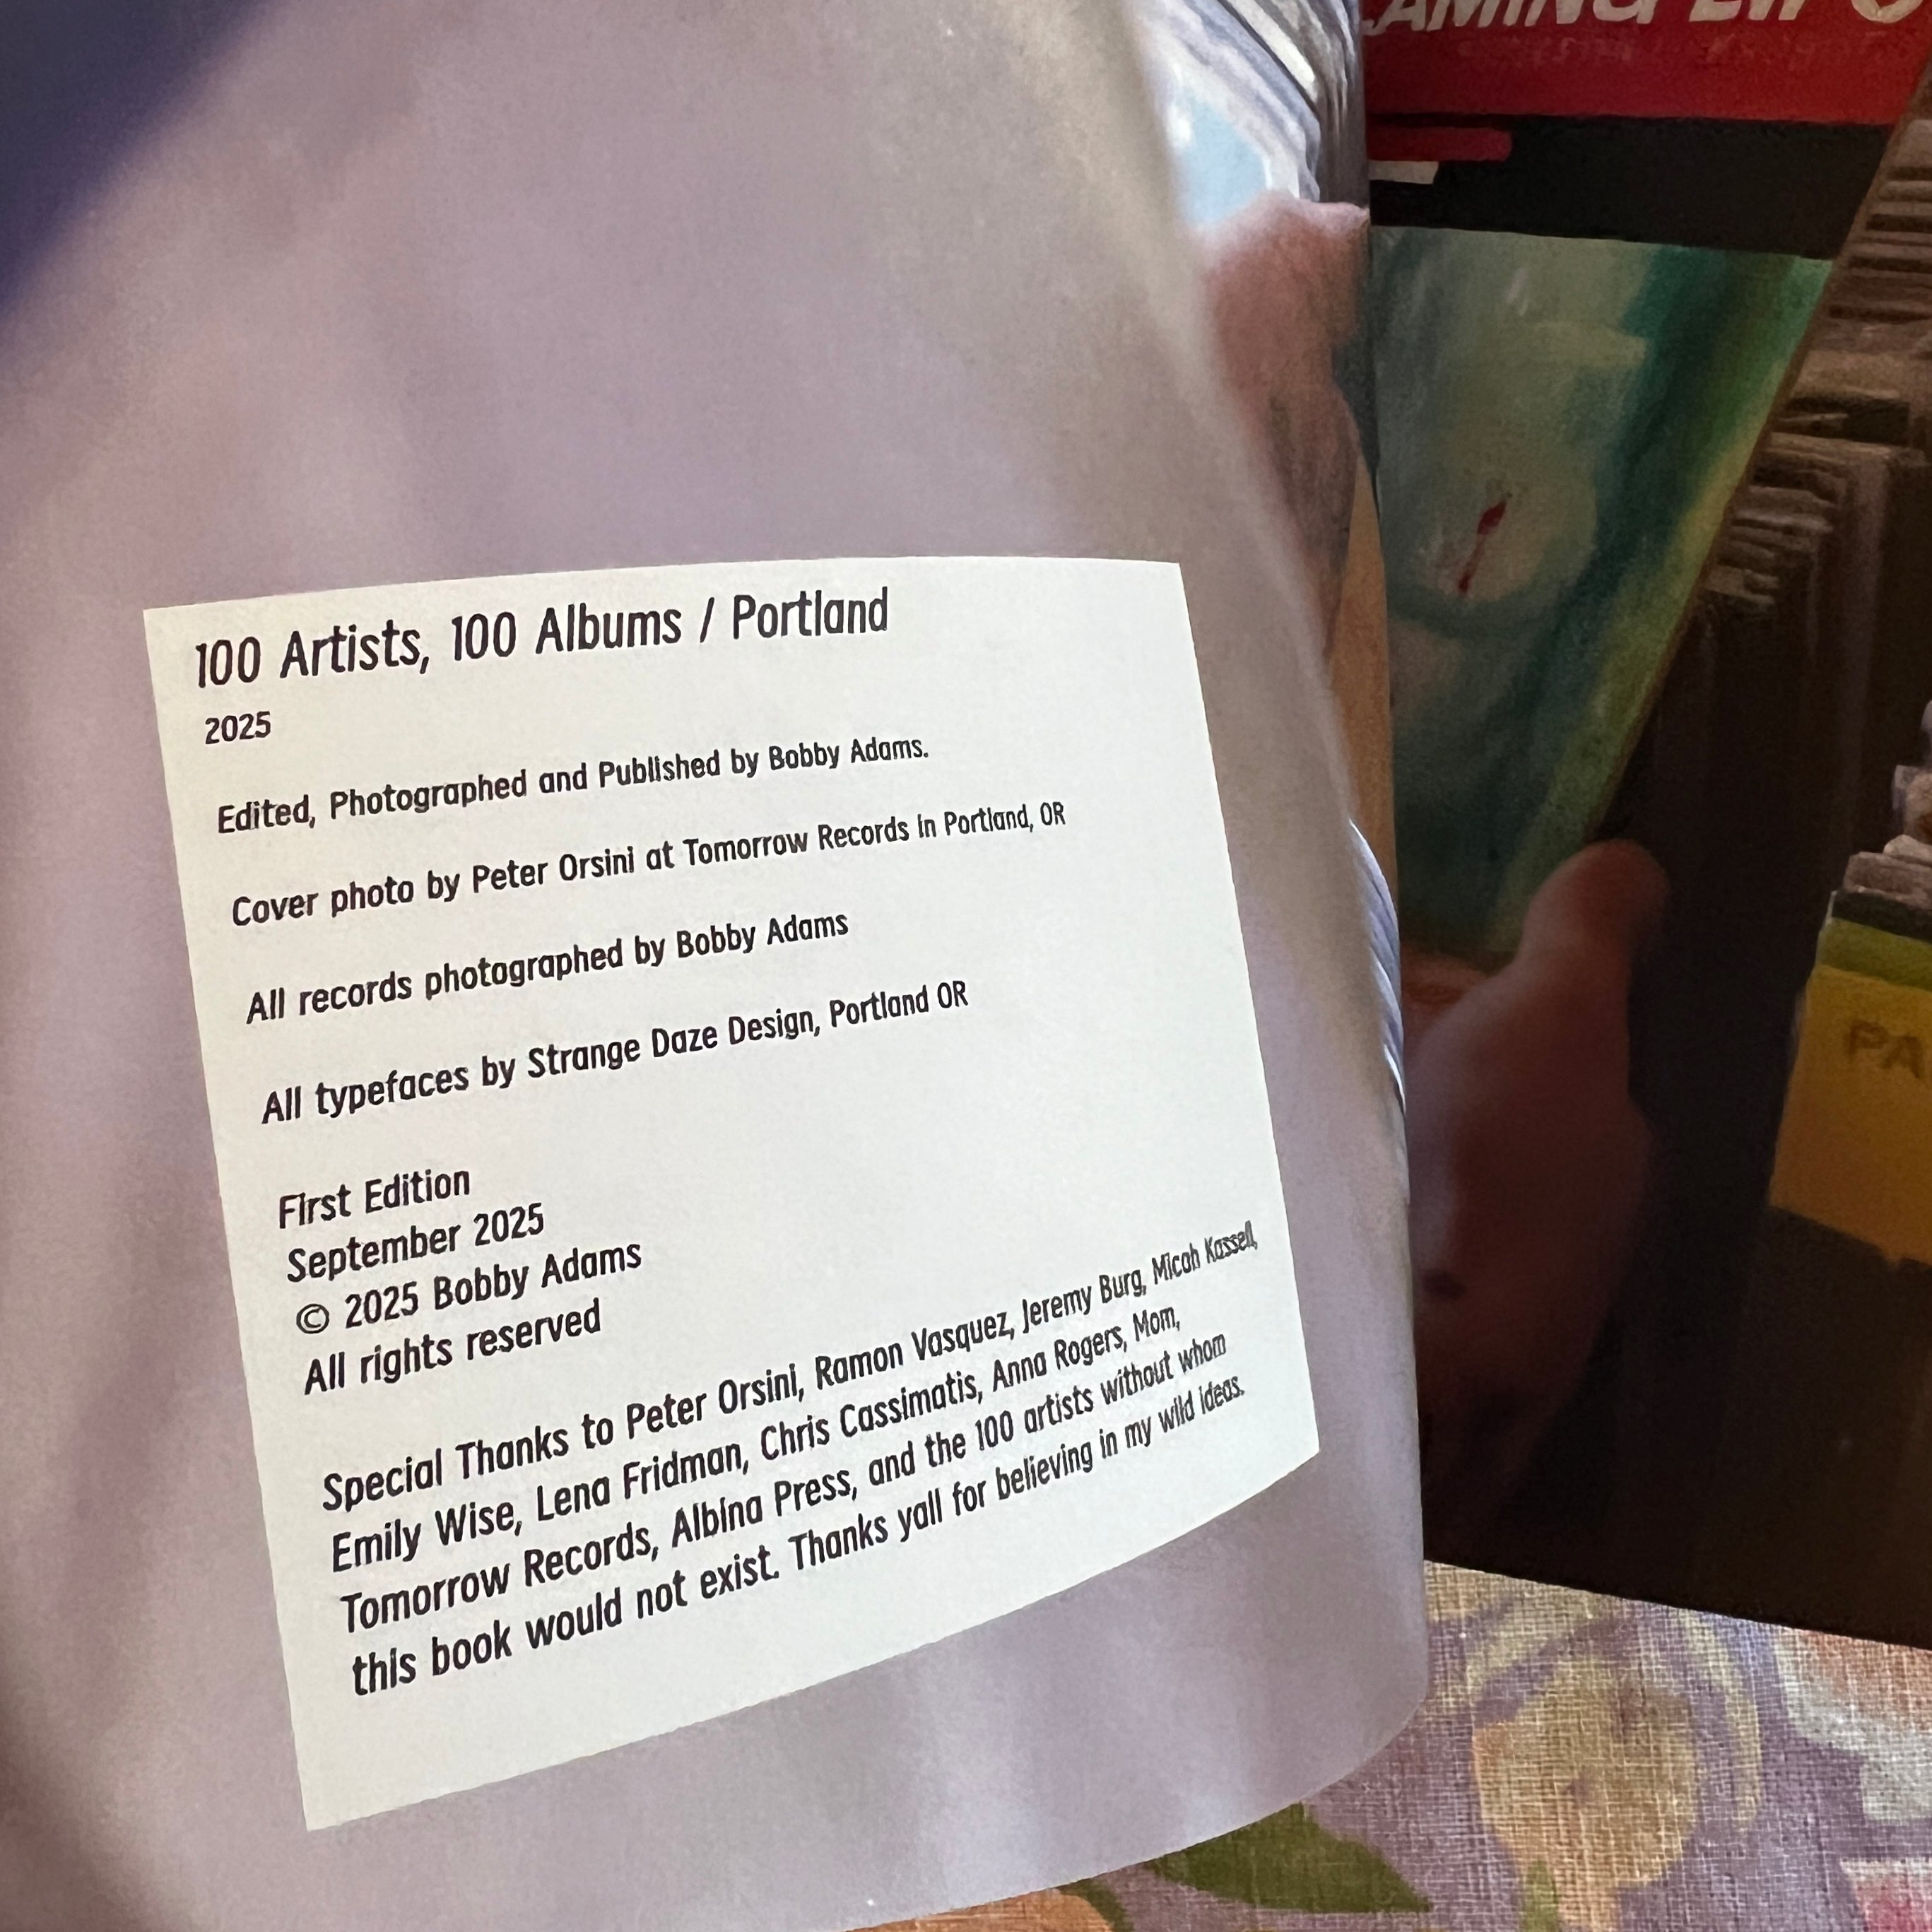 100 Artists, 100 Albums / Portland
2025
Edited, Photographed and Published by Bobby Adams.
Cover photo by Peter Orsini at Tomorrow Records in Portland, OR
All records photographed by Bobby Adams
All typefaces by Strange Daze Design, Portland OR
First Edition
September 2025
© 2025 Bobby Adams
All rights reserved
Special Thanks to Peter Orsini, Ramon Vasquez, Jeremy Burg, Micah Kassell,
Emily Wise, Lena Fridman, Chris Cassimatis, Anna Rogers, Mom,
Tomorrow Records, Albina Press, and the 100 artists without whom
this book would not exist. Thanks yall for believing in my wild ideas.
PA